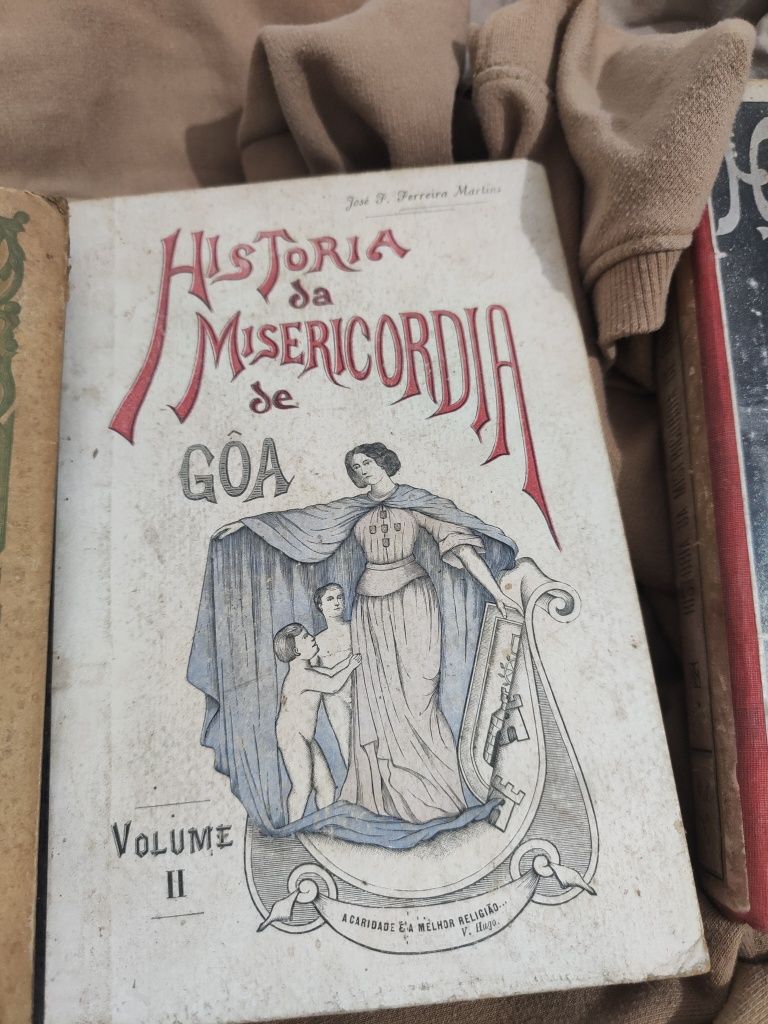 José F. Ferreira Martins
HISTORIA
da
MISERICORDIA
de
GÔA
VOLUME
II
A CARIDADE É A MELHOR RELIGIÃO...
V. Hugo.